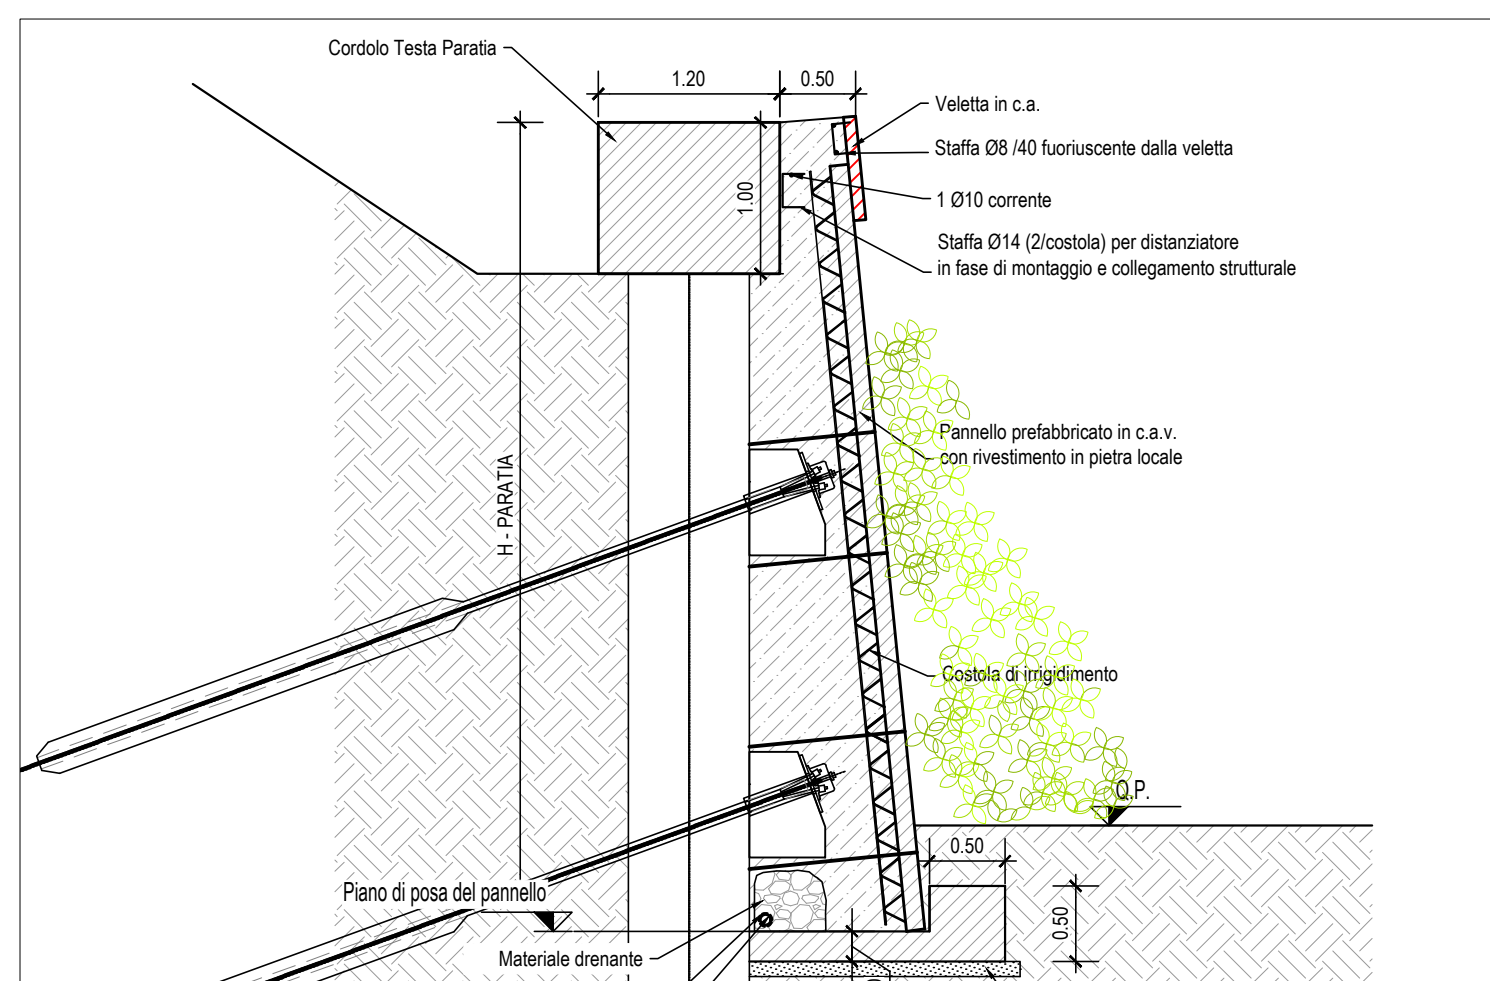 Cordolo Testa Paratia
1.20
0.50
Veletta in c.a.
Staffa Ø8 /40 fuoriuscente dalla veletta
1.00
1 Ø10 corrente
Staffa Ø14 (2/costola) per distanziatore
in fase di montaggio e collegamento strutturale
Pannello prefabbricato in c.a.v.
con rivestimento in pietra locale
H - PARATIA
Costola di irrigidimento
Q.P.
0.50
Piano di posa del pannello
0.50
Materiale drenante